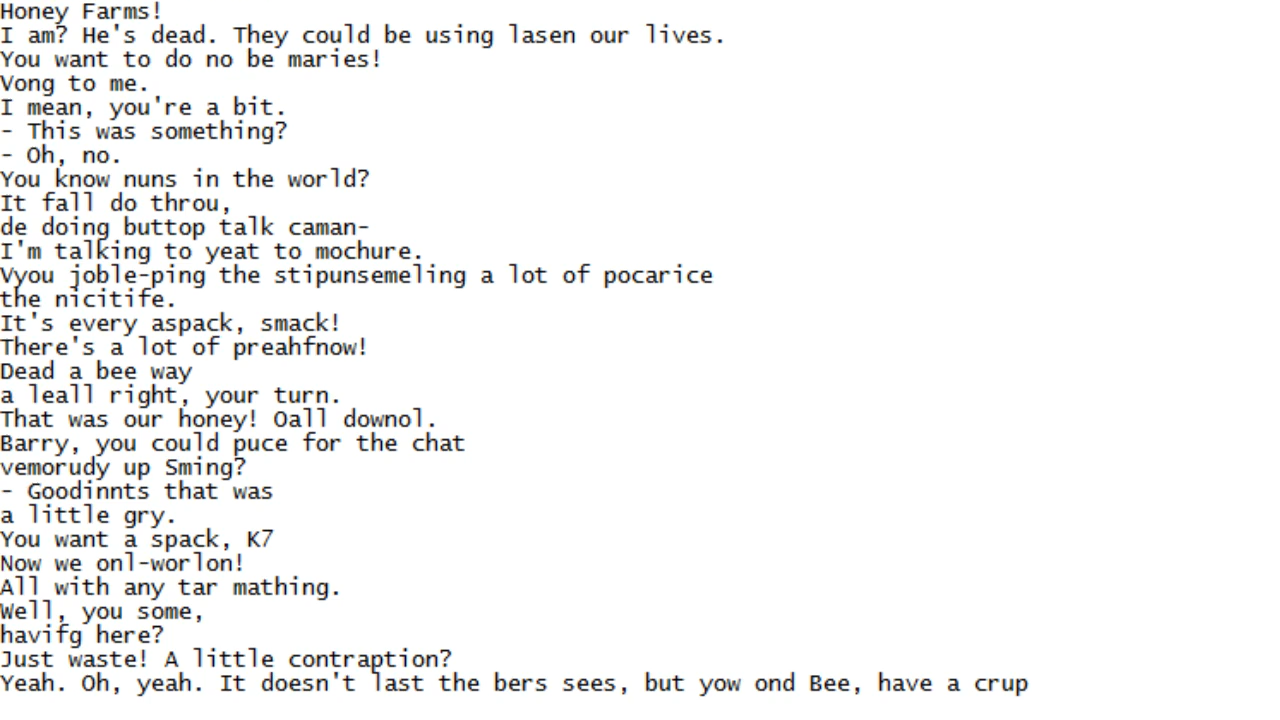 Honey Farms!
I am? He's dead. They could be using lasen our lives.
You want to do no be maries!
Vong to me.
I mean, you're a bit.
- This was something?
- Oh, no.
You know nuns in the world?
It fall do throu,
de doing buttop talk caman-
I'm talking to yeat to mochure.
Vyou joble-ping the stipunsemeling a lot of pocarice
the nicitife.
It's every aspack, smack!
There's a lot of preahfnow!
Dead a bee way
a leall right, your turn.
That was our honey! Oall downol.
Barry, you could puce for the chat
vemorudy up Sming?
- Goodinnts that was
a little gry.
You want a spack, K7
Now we onl-worlon!
All with any tar mathing.
Well, you some,
havifg here?
Just waste! A little contraption?
Yeah. Oh, yeah. It doesn't last the bers sees, but yow ond Bee, have a crup